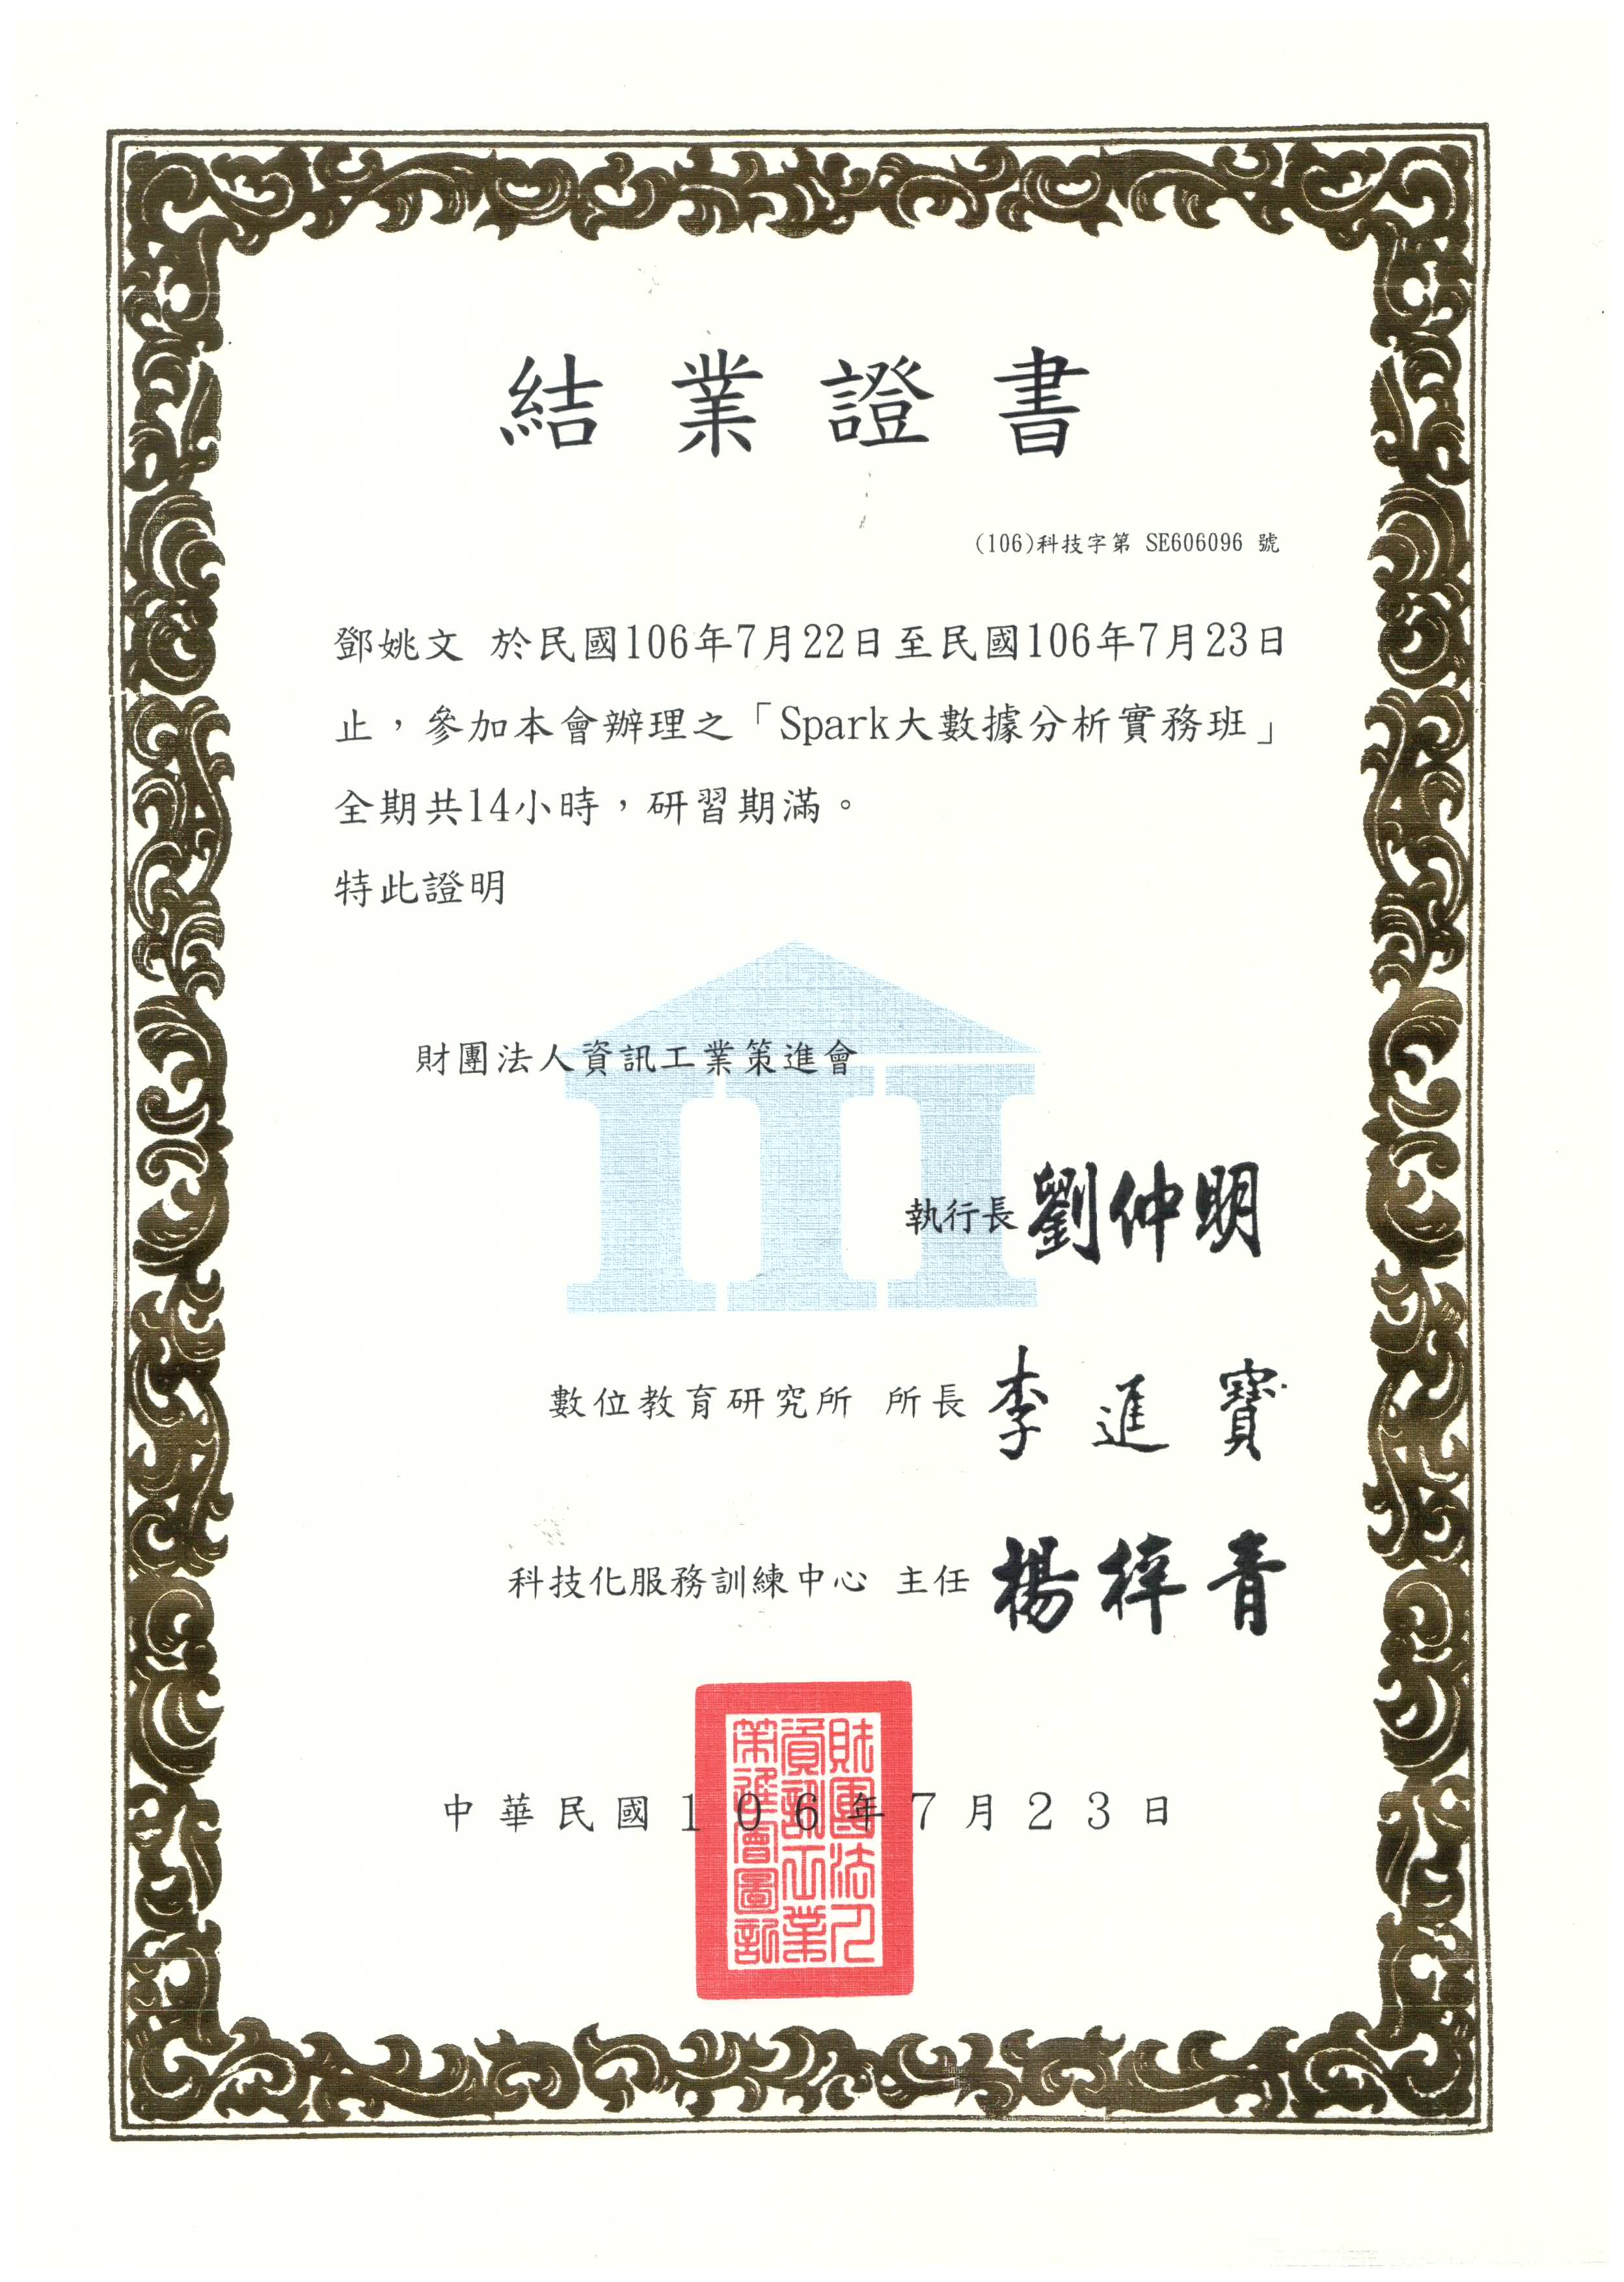 結業證書
(106)科技字第 SE606096 號
鄧姚文 於民國106年7月22日至民國106年7月23日
止，參加本會辦理之「Spark大數據分析實務班」
全期共14小時，研習期滿。
特此證明
財團法人資訊工業策進會
執行長 劉仲明
數位教育研究所 所長 李進寶
科技化服務訓練中心 主任 楊梓青
財團法人
資訊工業
策進會圖記
中華民國106年7月23日